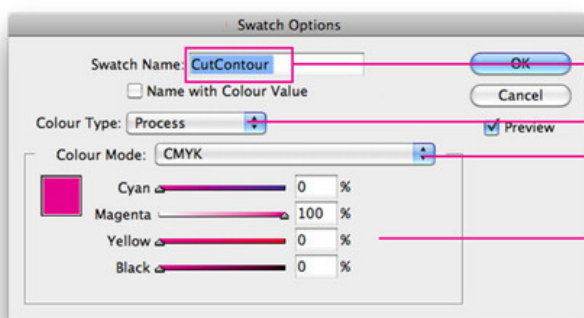 Swatch Options
Swatch Name: CutContour
OK
Name with Colour Value
Cancel
Colour Type: Process
Preview
Colour Mode: CMYK
Cyan 0 %
Magenta 100 %
Yellow 0 %
Black 0 %